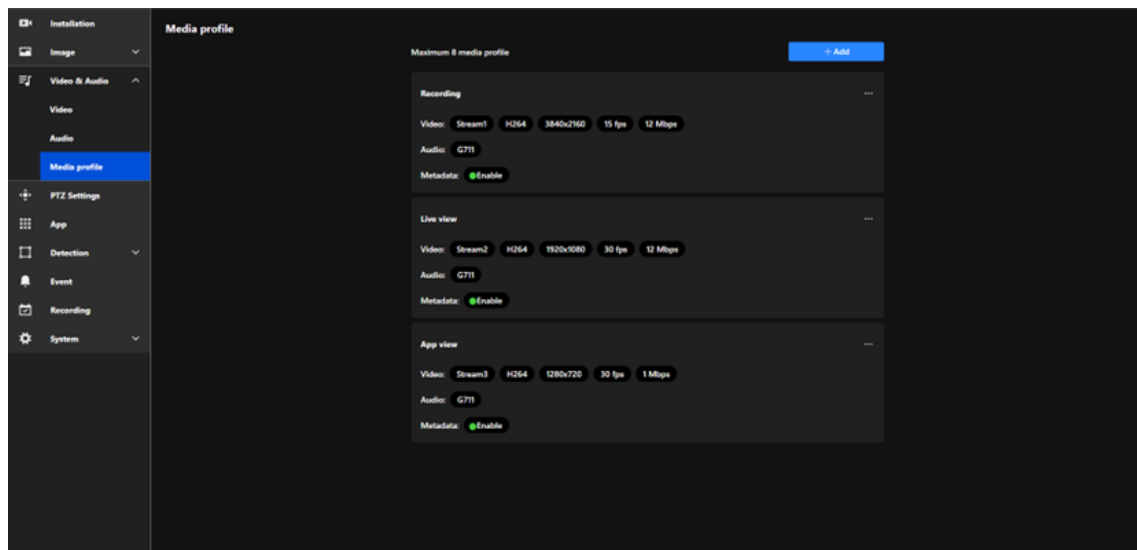 Installation
Image
Video & Audio
Video
Audio
Media profile
PTZ Settings
App
Detection
Event
Recording
System
Media profile
Maximum 8 media profile
+ Add
Recording
Video: Stream1 H264 3840x2160 15 fps 12 Mbps
Audio: G711
Metadata: Enable
Live view
Video: Stream2 H264 1920x1080 30 fps 12 Mbps
Audio: G711
Metadata: Enable
App view
Video: Stream3 H264 1280x720 30 fps 1 Mbps
Audio: G711
Metadata: Enable